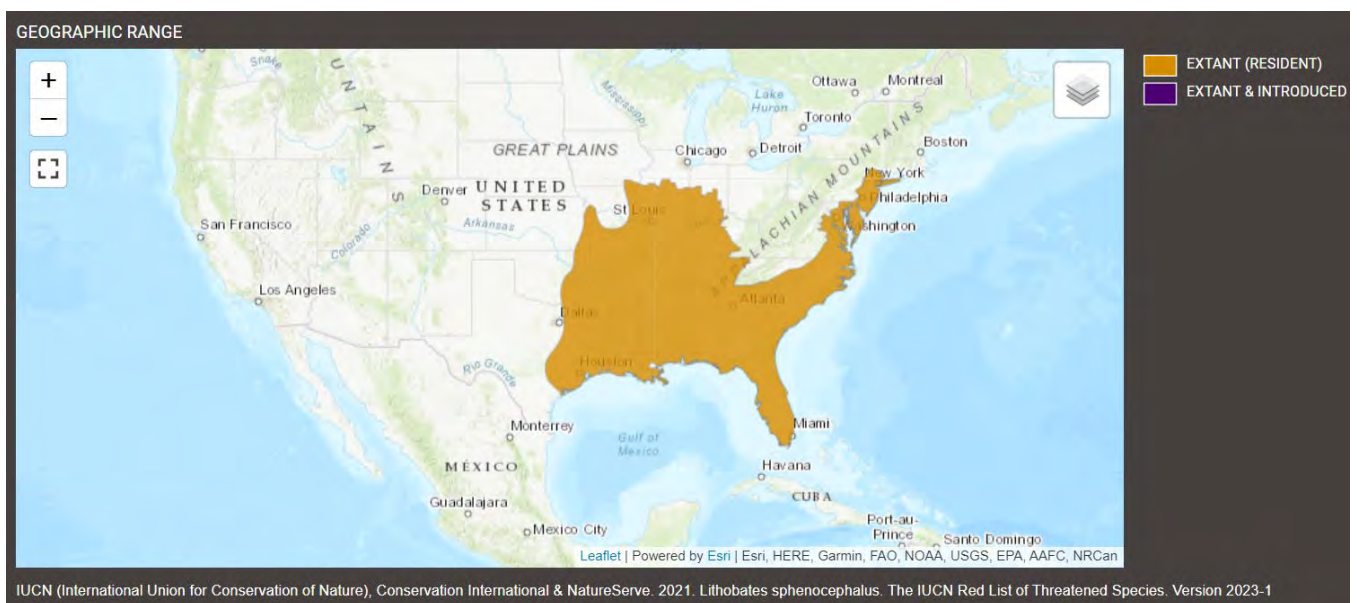 GEOGRAPHIC RANGE
EXTANT (RESIDENT)
EXTANT & INTRODUCED
+
−
Snake
UNTAINS
Mississippi
Lake
Huron
Ottawa
Montreal
Toronto
Boston
GREAT PLAINS
Chicago
Detroit
APPALACHIAN MOUNTAINS
New York
Denver
UNITED
STATES
Philadelphia
San Francisco
Colorado
Arkansas
St Louis
Washington
Los Angeles
Atlanta
Dallas
Rio Grande
Houston
Monterrey
Gulf of
Mexico
Miami
MÉXICO
Havana
CUBA
Guadalajara
Mexico City
Port-au-
Prince
Santo Domingo
Leaflet | Powered by Esri | Esri, HERE, Garmin, FAO, NOAA, USGS, EPA, AAFC, NRCan
IUCN (International Union for Conservation of Nature), Conservation International & NatureServe. 2021. Lithobates sphenocephalus. The IUCN Red List of Threatened Species. Version 2023-1